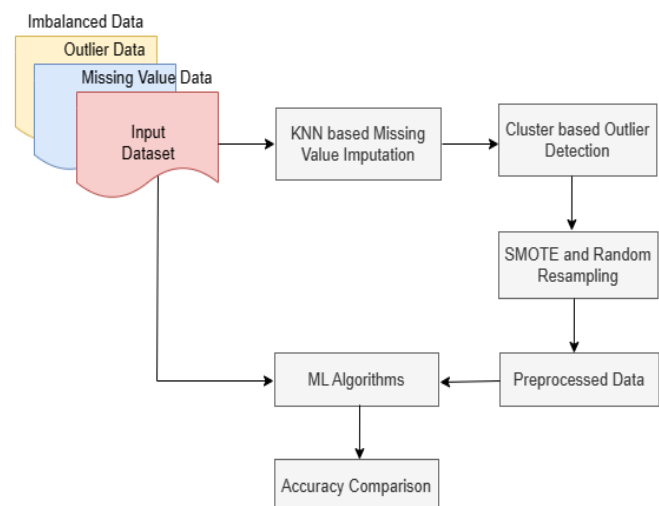 Imbalanced Data
Outlier Data
Missing Value Data
Input
Dataset
KNN based Missing
Value Imputation
Cluster based Outlier
Detection
SMOTE and Random
Resampling
ML Algorithms
Preprocessed Data
Accuracy Comparison